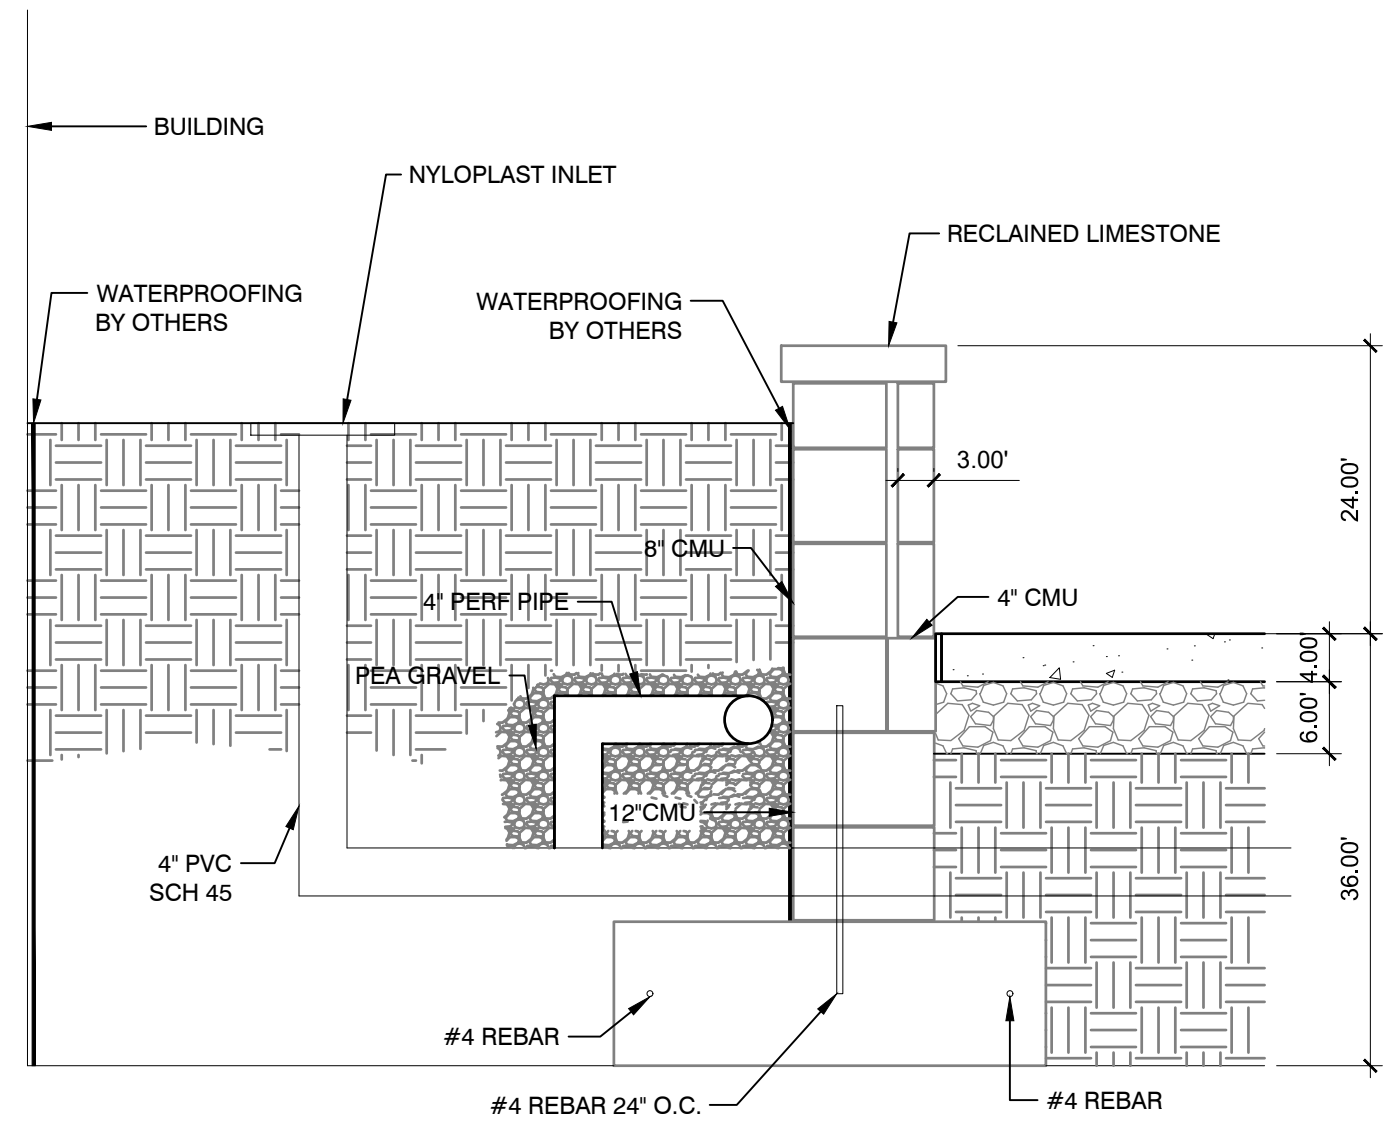 BUILDING
NYLOPLAST INLET
RECLAINED LIMESTONE
WATERPROOFING
BY OTHERS
WATERPROOFING
BY OTHERS
3.00'
24.00'
8" CMU
4" PERF PIPE
4" CMU
PEA GRAVEL
4.00'
6.00'
12"CMU
4" PVC
SCH 45
36.00'
#4 REBAR
#4 REBAR 24" O.C.
#4 REBAR